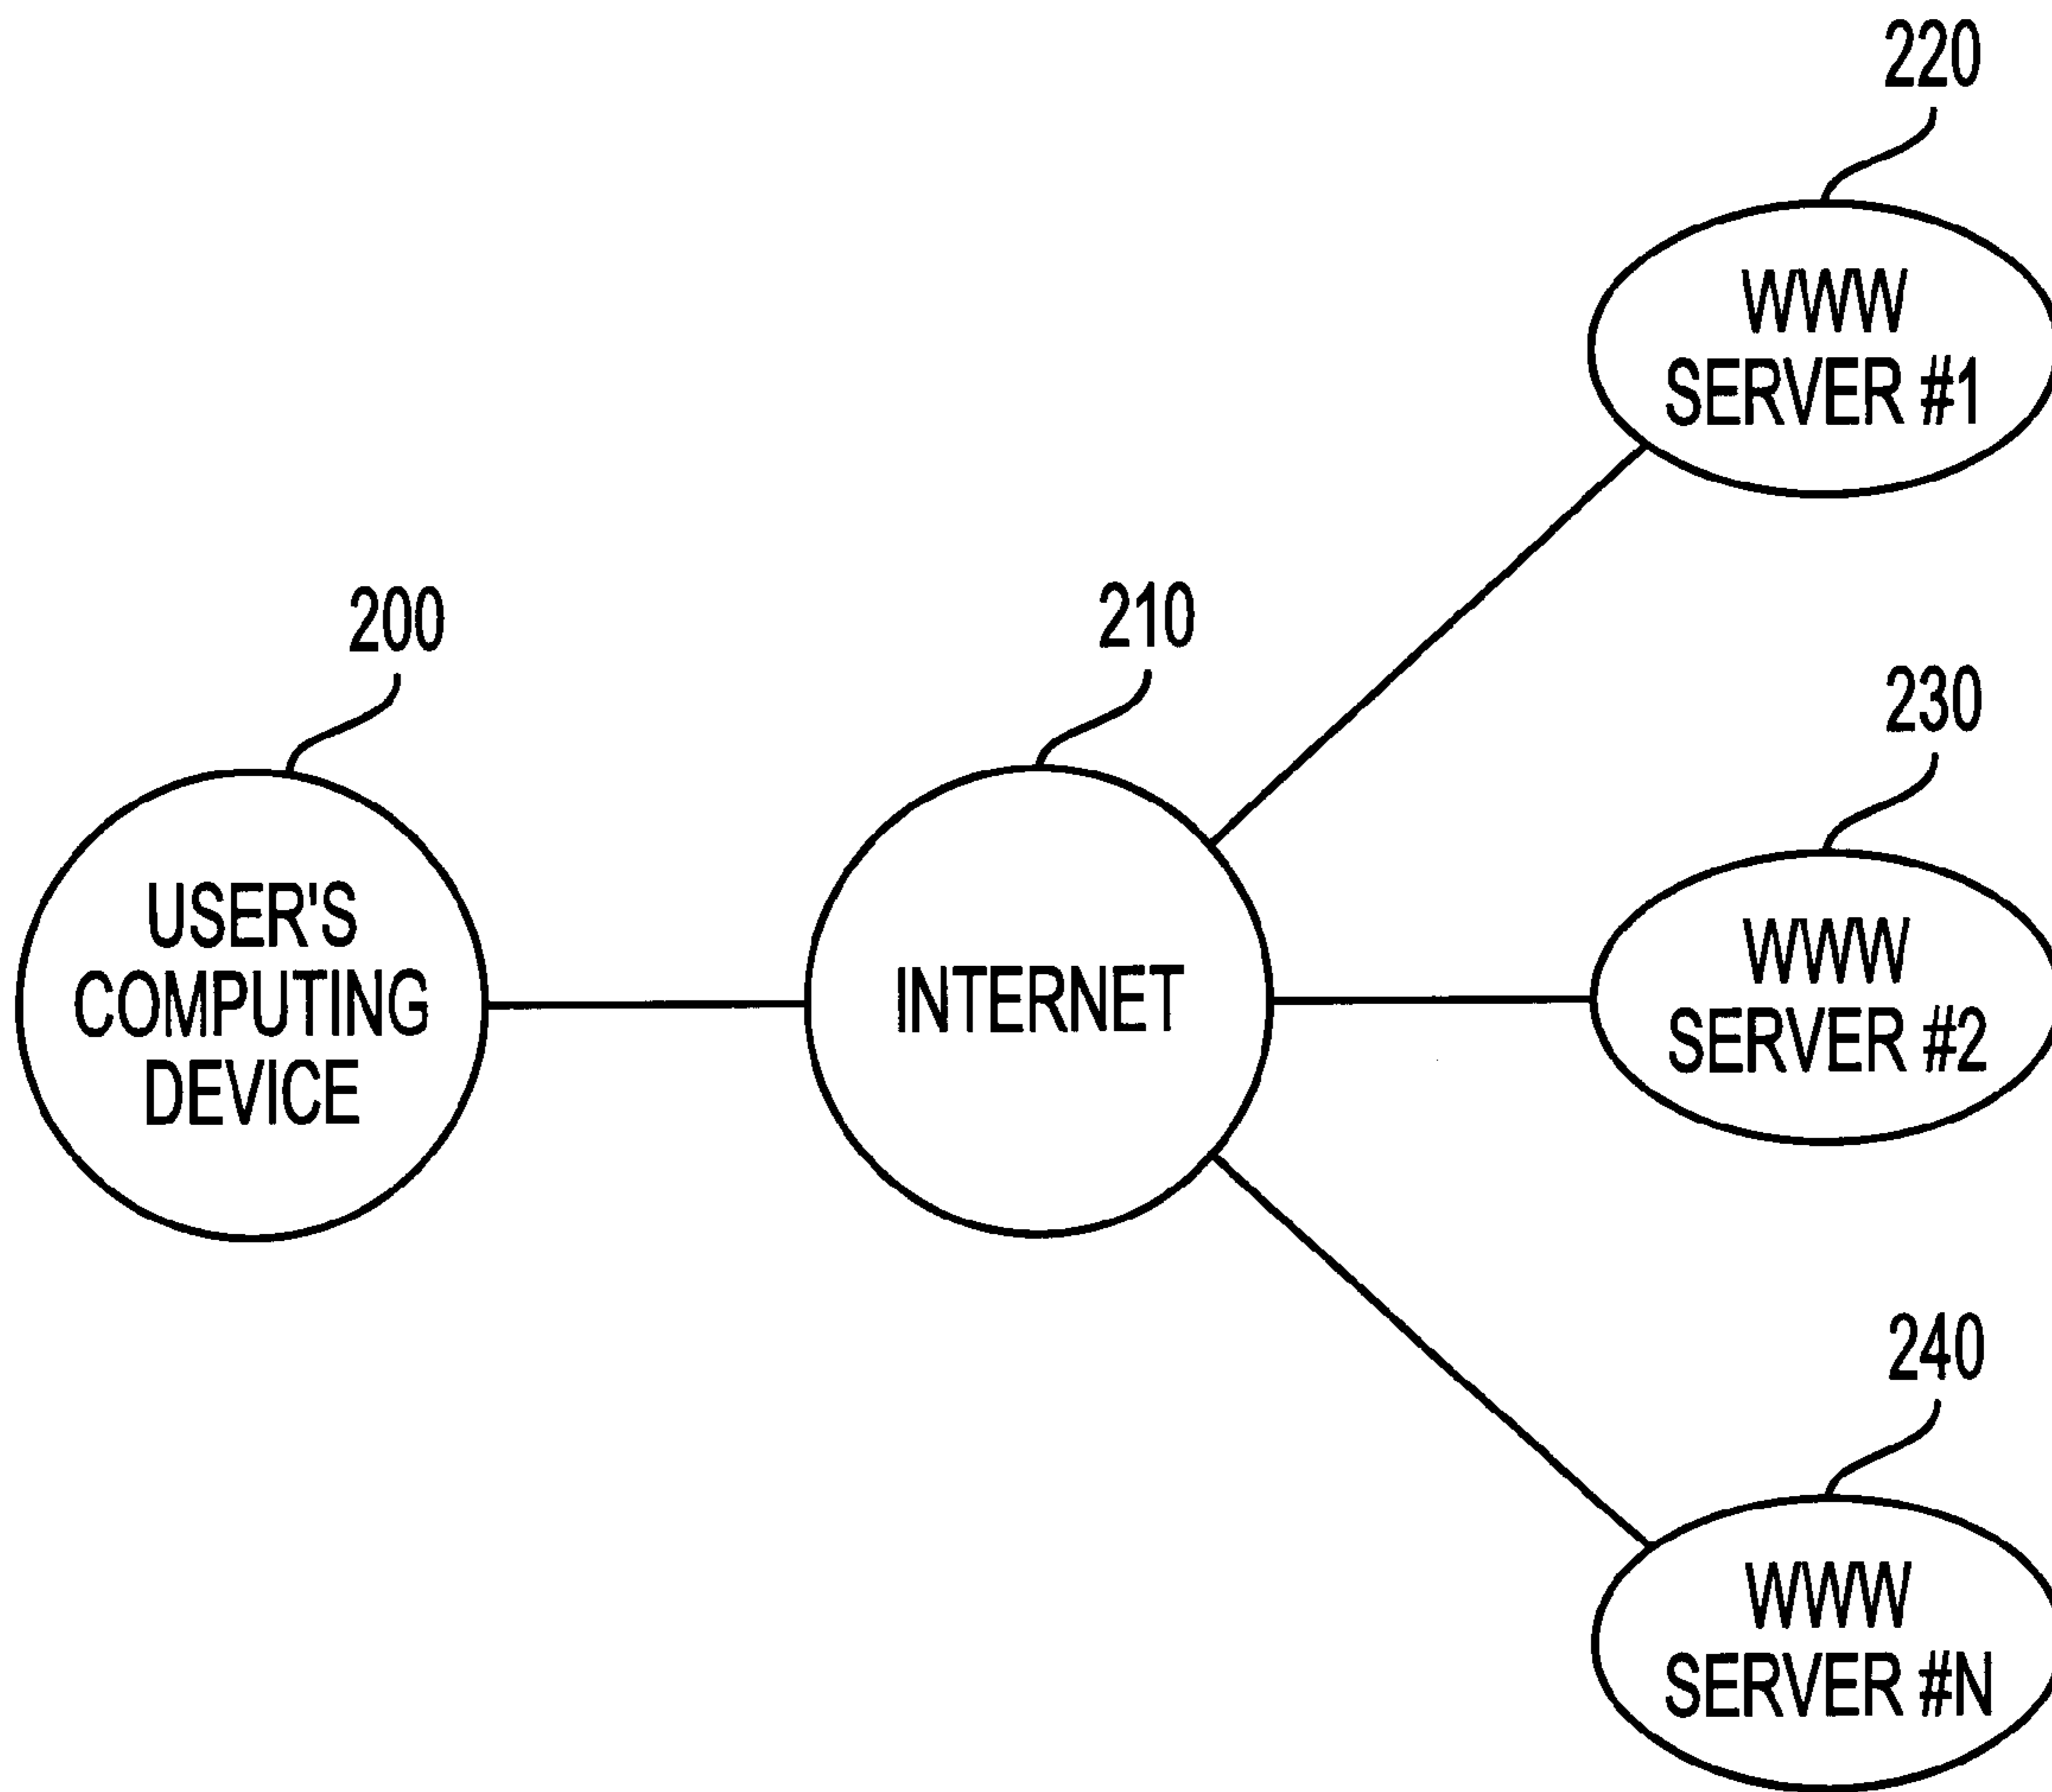 220
WWW
SERVER #1
200
210
230
USER'S
COMPUTING
DEVICE
INTERNET
WWW
SERVER #2
240
WWW
SERVER #N